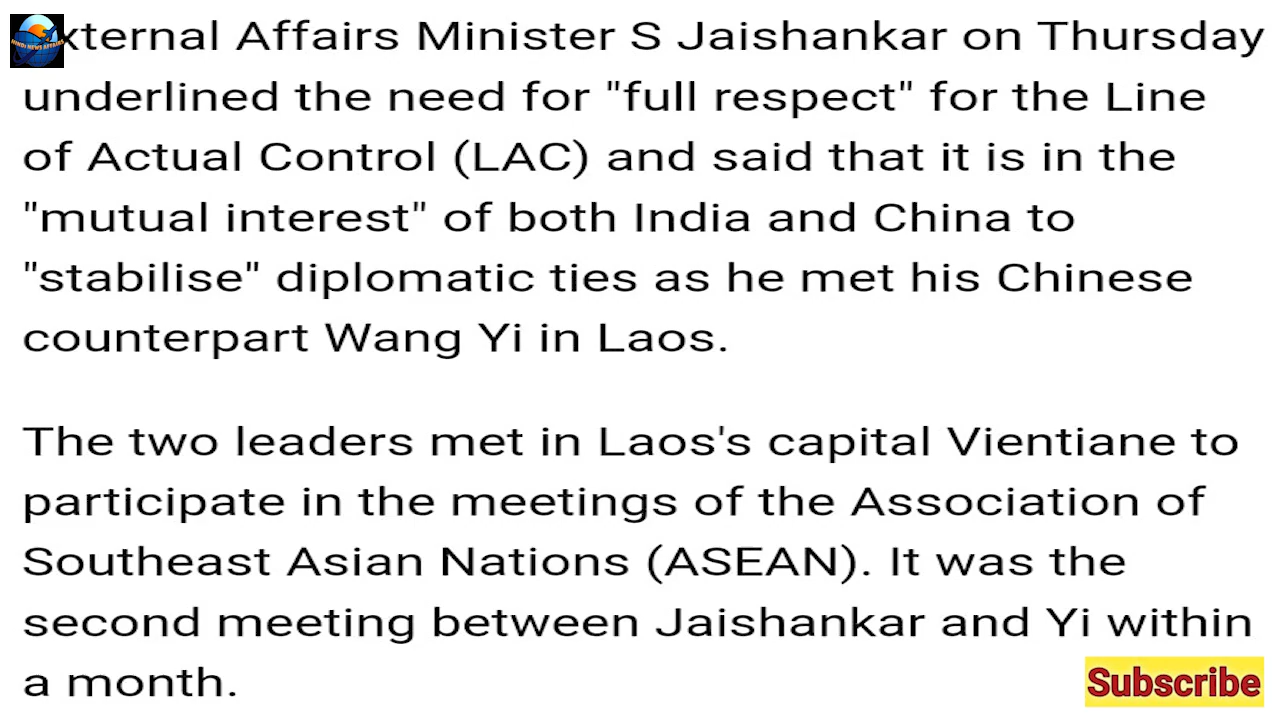 External Affairs Minister S Jaishankar on Thursday
underlined the need for "full respect" for the Line
of Actual Control (LAC) and said that it is in the
"mutual interest" of both India and China to
"stabilise" diplomatic ties as he met his Chinese
counterpart Wang Yi in Laos.
The two leaders met in Laos's capital Vientiane to
participate in the meetings of the Association of
Southeast Asian Nations (ASEAN). It was the
second meeting between Jaishankar and Yi within
a month.
HINDI NEWS AFFAIRS
Subscribe